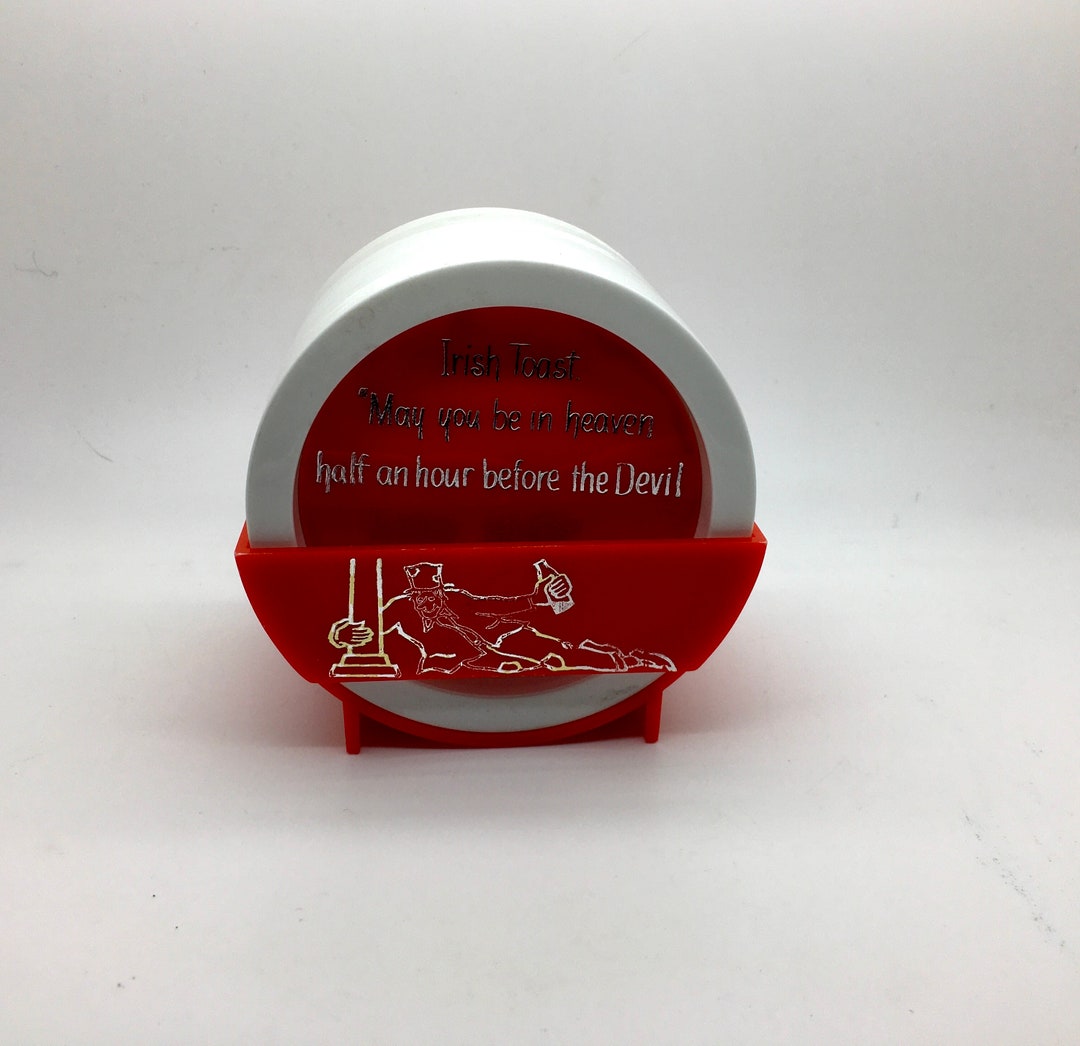 Irish Toast.
"May you be in heaven
half an hour before the Devil